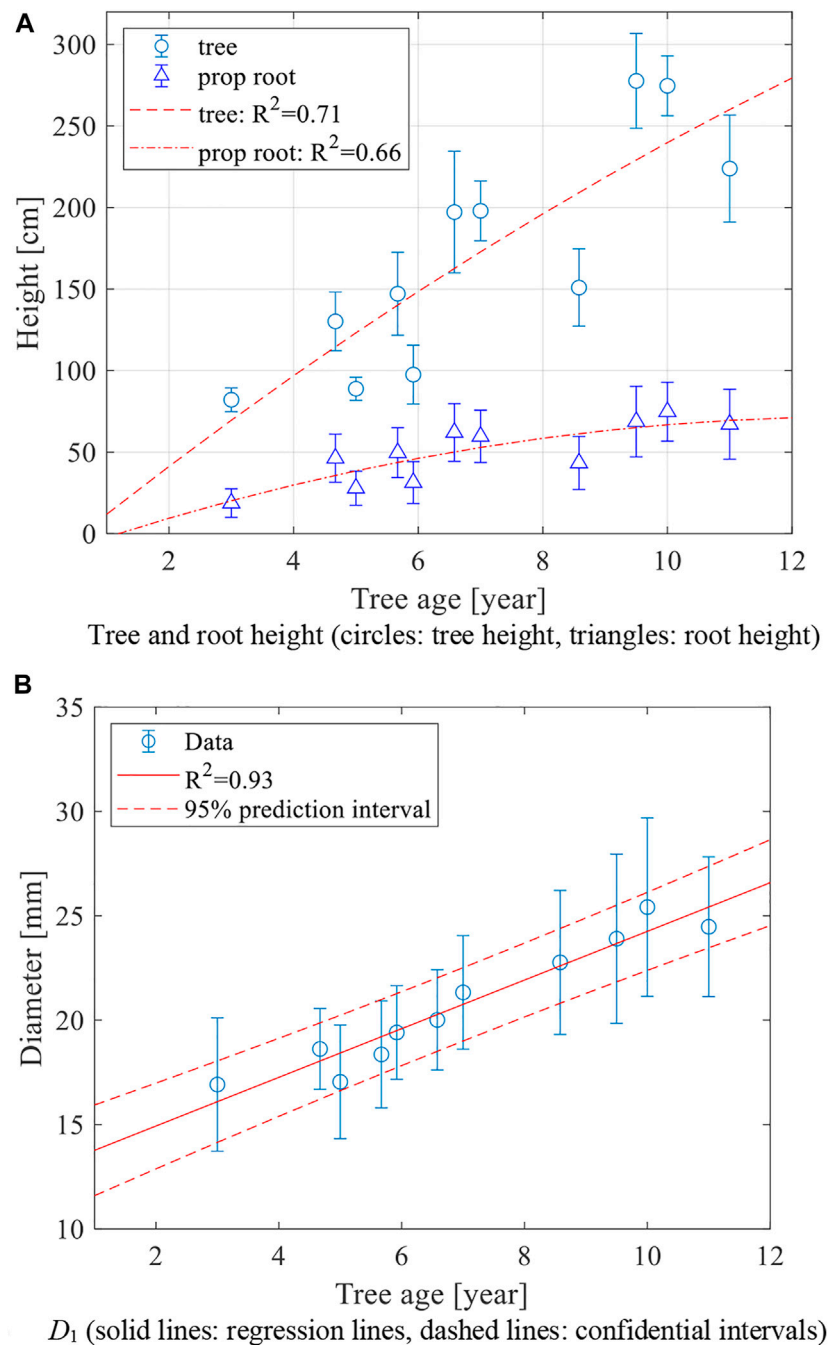 A
tree
prop root
tree: R²=0.71
prop root: R²=0.66
300
250
200
150
100
50
0
Height [cm]
2 4 6 8 10 12
Tree age [year]
Tree and root height (circles: tree height, triangles: root height)
B
Data
R²=0.93
95% prediction interval
35
30
25
20
15
10
Diameter [mm]
2 4 6 8 10 12
Tree age [year]
D₁ (solid lines: regression lines, dashed lines: confidential intervals)